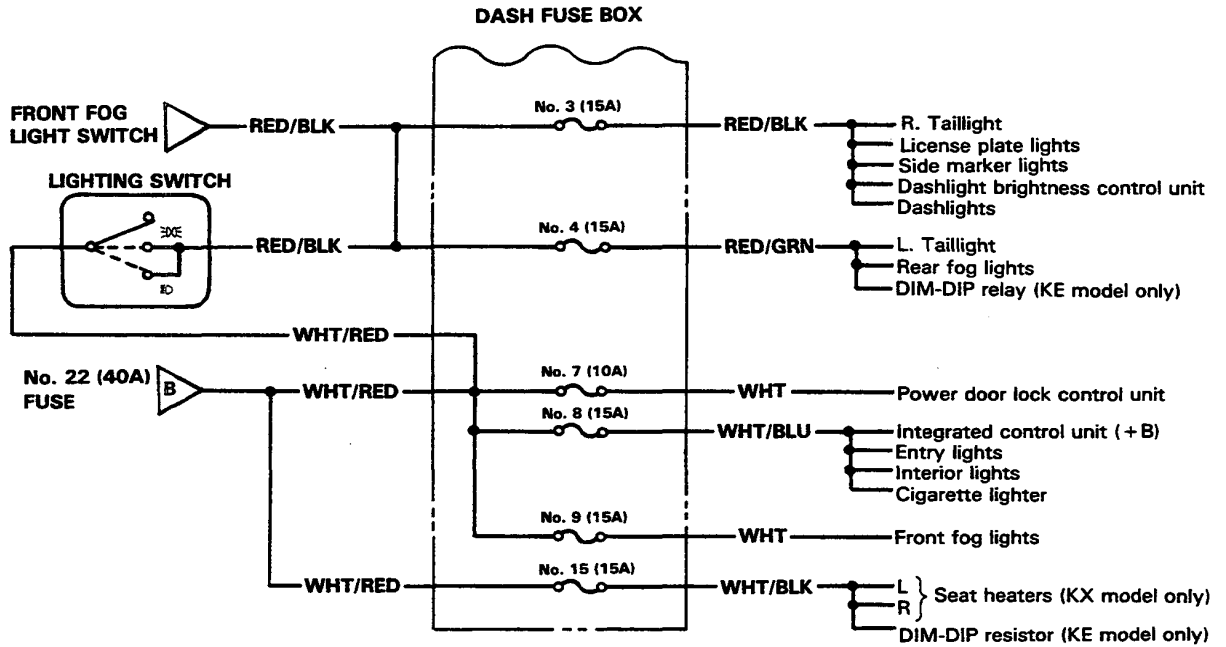 DASH FUSE BOX
FRONT FOG
LIGHT SWITCH
RED/BLK
No. 3 (15A)
RED/BLK
R. Taillight
License plate lights
Side marker lights
Dashlight brightness control unit
Dashlights
LIGHTING SWITCH
RED/BLK
No. 4 (15A)
RED/GRN
L. Taillight
Rear fog lights
DIM-DIP relay (KE model only)
WHT/RED
No. 22 (40A)
FUSE
B
WHT/RED
No. 7 (10A)
WHT
Power door lock control unit
No. 8 (15A)
WHT/BLU
Integrated control unit (+B)
Entry lights
Interior lights
Cigarette lighter
No. 9 (15A)
WHT
Front fog lights
WHT/RED
No. 15 (15A)
WHT/BLK
L
R
Seat heaters (KX model only)
DIM-DIP resistor (KE model only)